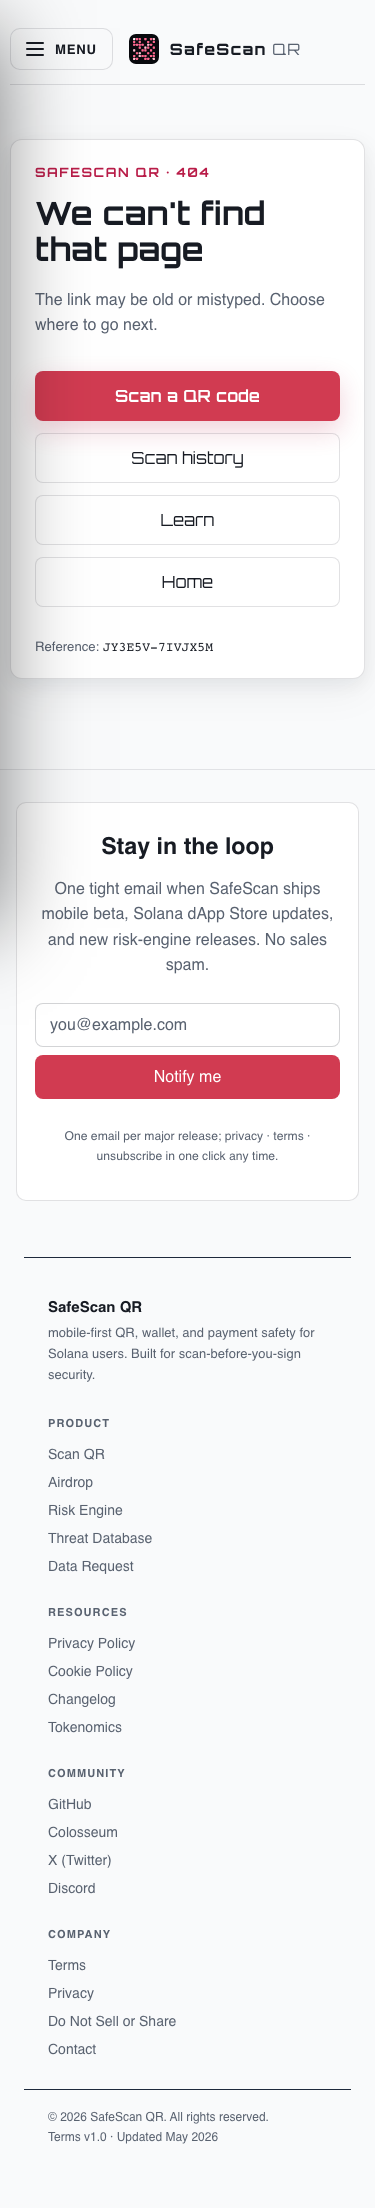 MENU
SafeScan QR
SAFESCAN QR · 404
We can't find
that page
The link may be old or mistyped. Choose
where to go next.
Scan a QR code
Scan history
Learn
Home
Reference: JY3E5V-7IVJX5M
Stay in the loop
One tight email when SafeScan ships
mobile beta, Solana dApp Store updates,
and new risk-engine releases. No sales
spam.
you@example.com
Notify me
One email per major release; privacy · terms ·
unsubscribe in one click any time.
SafeScan QR
mobile-first QR, wallet, and payment safety for
Solana users. Built for scan-before-you-sign
security.
PRODUCT
Scan QR
Airdrop
Risk Engine
Threat Database
Data Request
RESOURCES
Privacy Policy
Cookie Policy
Changelog
Tokenomics
COMMUNITY
GitHub
Colosseum
X (Twitter)
Discord
COMPANY
Terms
Privacy
Do Not Sell or Share
Contact
© 2026 SafeScan QR. All rights reserved.
Terms v1.0 · Updated May 2026